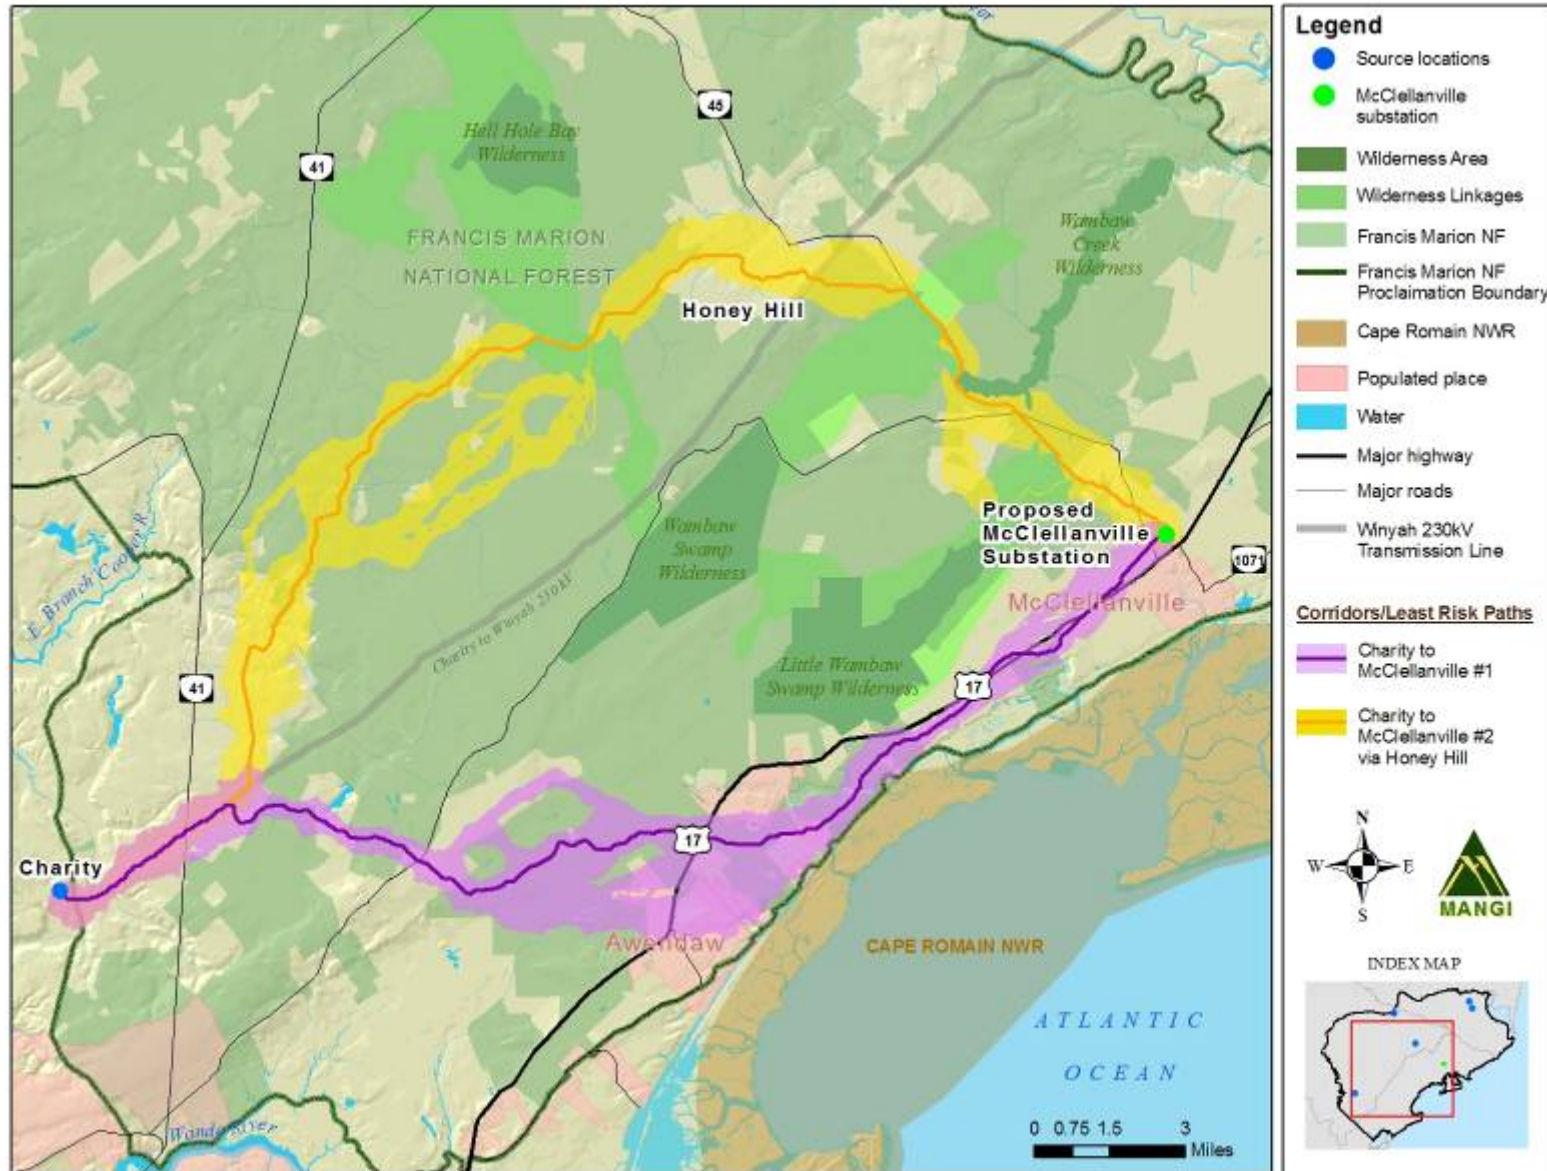 Hell Hole Bay
Wilderness
45
41
FRANCIS MARION
NATIONAL FOREST
Wambaw
Creek
Wilderness
Honey Hill
E. Branch Cooper R.
Wambaw
Swamp
Wilderness
Proposed
McClellanville
Substation
1071
McClellanville
Charity to Winyah 230kV
Little Wambaw
Swamp Wilderness
41
17
17
Charity
Awendaw
CAPE ROMAIN NWR
ATLANTIC
OCEAN
Wando River
0 0.75 1.5 3
Miles
Legend
Source locations
McClellanville
substation
Wilderness Area
Wilderness Linkages
Francis Marion NF
Francis Marion NF
Proclaimation Boundary
Cape Romain NWR
Populated place
Water
Major highway
Major roads
Winyah 230kV
Transmission Line
Corridors/Least Risk Paths
Charity to
McClellanville #1
Charity to
McClellanville #2
via Honey Hill
N
W E
S
MANGI
INDEX MAP